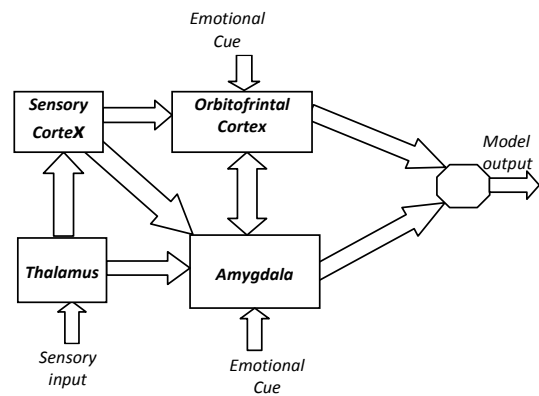 Emotional
Cue
Sensory
CorteX
Orbitofrintal
Cortex
Model
output
Thalamus
Amygdala
Sensory
input
Emotional
Cue